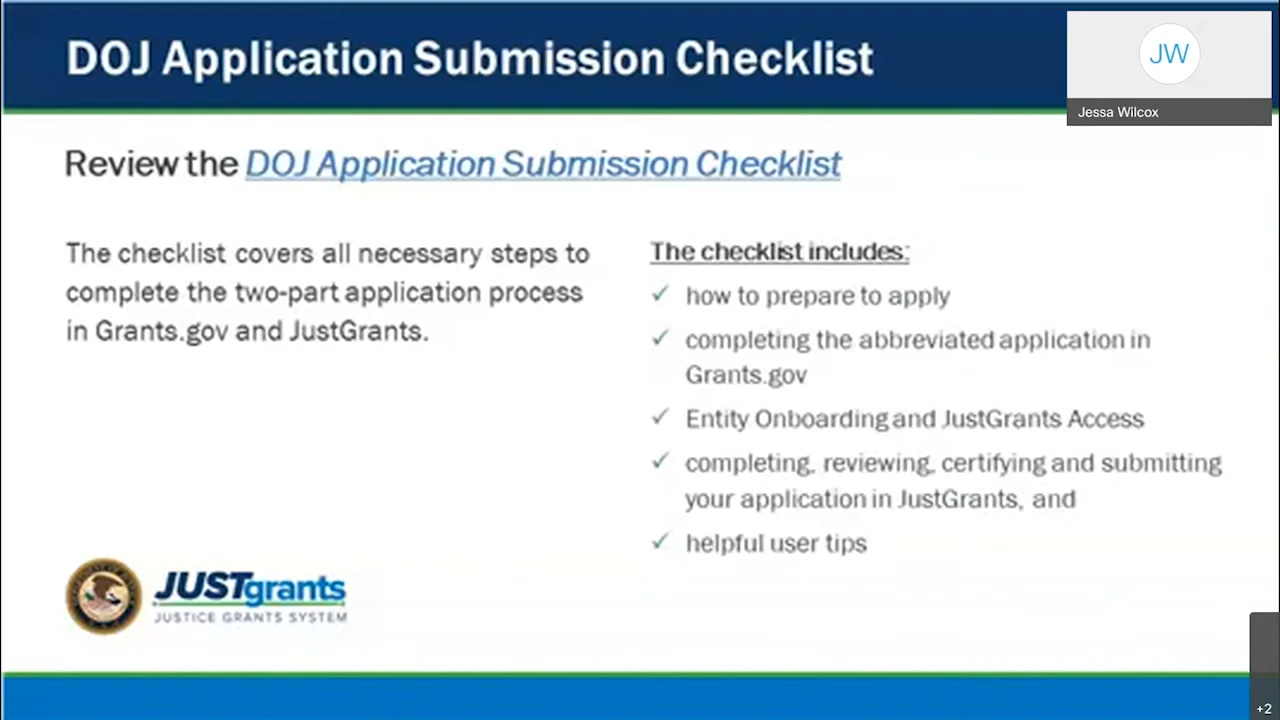 DOJ Application Submission Checklist
JW
Jessa Wilcox
Review the DOJ Application Submission Checklist
The checklist covers all necessary steps to
complete the two-part application process
in Grants.gov and JustGrants.
The checklist includes:
✓ how to prepare to apply
✓ completing the abbreviated application in
Grants.gov
✓ Entity Onboarding and JustGrants Access
✓ completing, reviewing, certifying and submitting
your application in JustGrants, and
✓ helpful user tips
JUSTgrants
JUSTICE GRANTS SYSTEM
+2